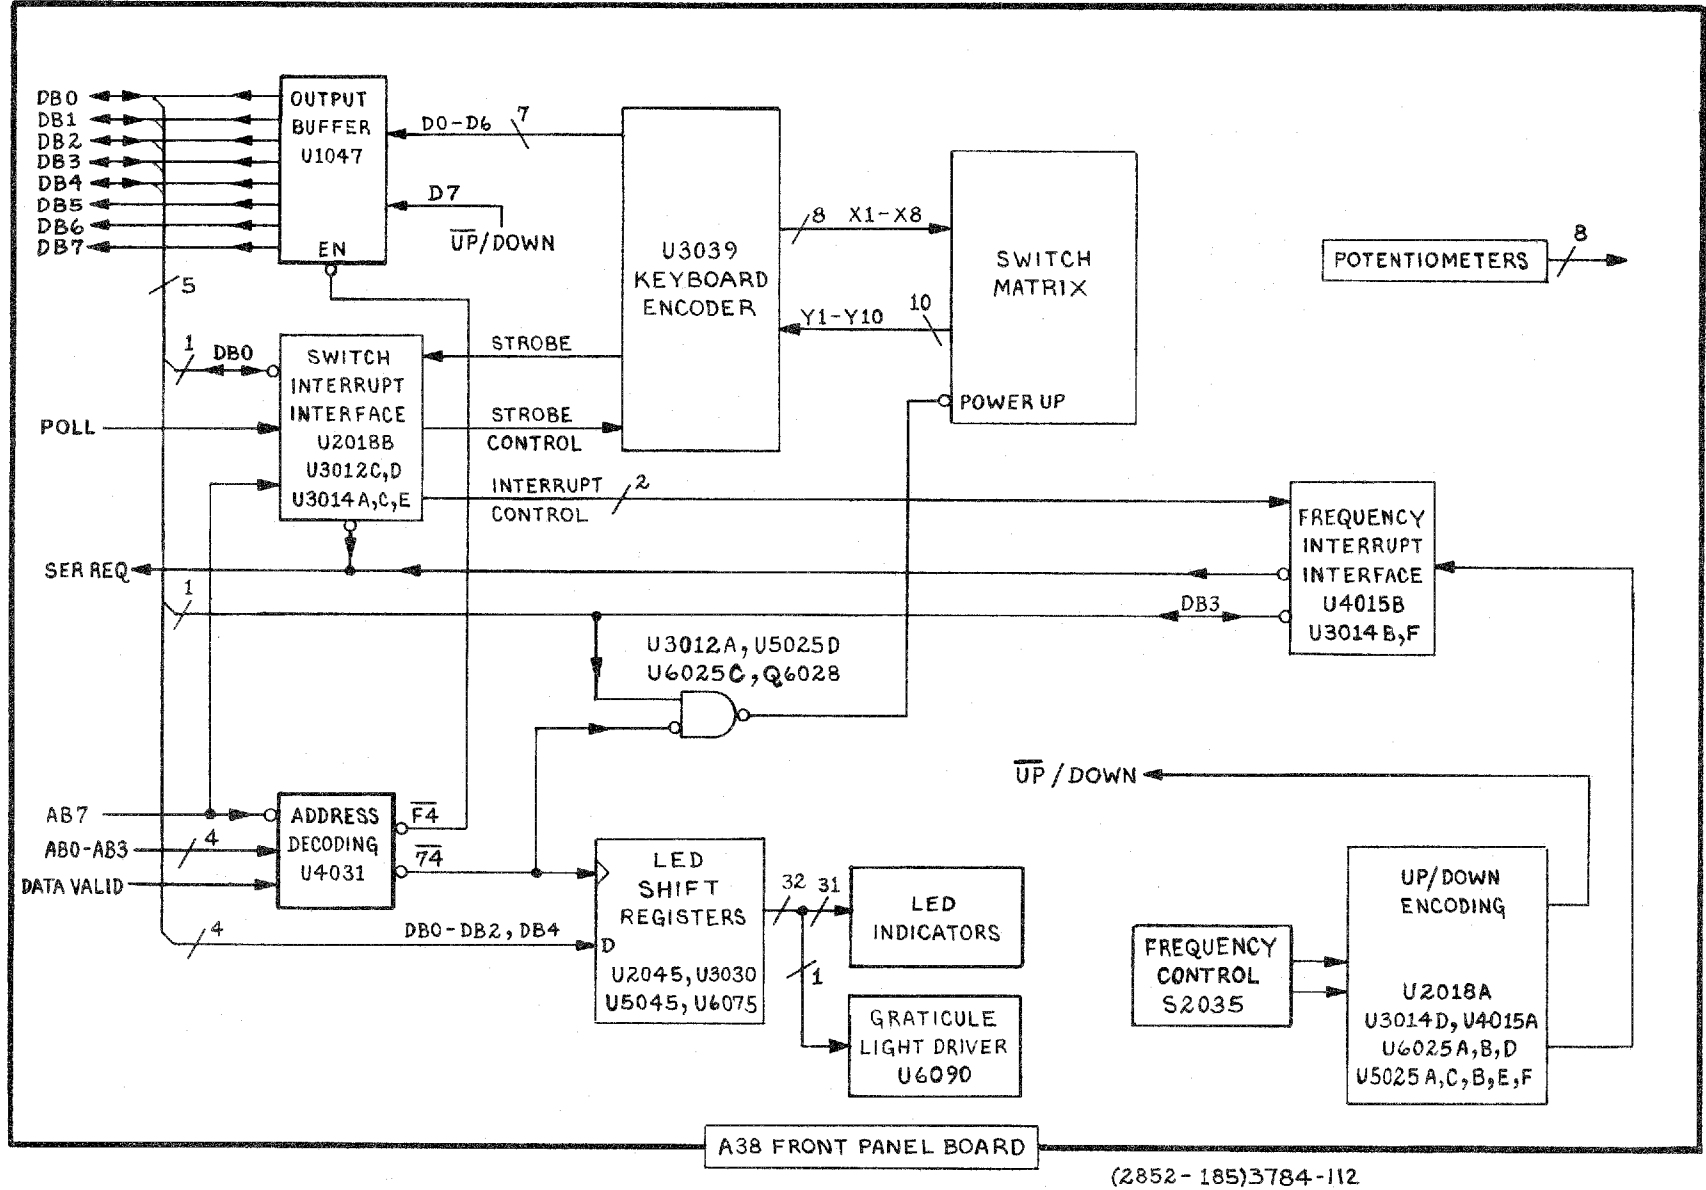 DB0
DB1
DB2
DB3
DB4
DB5
DB6
DB7
OUTPUT
BUFFER
U1047
EN
D0-D6
7
D7
U̅P̅/DOWN
U3039
KEYBOARD
ENCODER
8
X1-X8
Y1-Y10
10
SWITCH
MATRIX
POWER UP
POTENTIOMETERS
8
5
1
DB0
SWITCH
INTERRUPT
INTERFACE
U2018B
U3012C,D
U3014A,C,E
STROBE
STROBE
CONTROL
INTERRUPT
CONTROL
2
POLL
SER REQ
1
FREQUENCY
INTERRUPT
INTERFACE
U4015B
U3014B,F
DB3
U3012A, U5025D
U6025C, Q6028
U̅P̅/DOWN
AB7
AB0-AB3
4
DATA VALID
ADDRESS
DECODING
U4031
F̅4̅
7̅4̅
4
DB0-DB2, DB4
LED
SHIFT
REGISTERS
D
U2045, U3030
U5045, U6075
32
31
1
LED
INDICATORS
GRATICULE
LIGHT DRIVER
U6090
FREQUENCY
CONTROL
S2035
UP/DOWN
ENCODING
U2018A
U3014D, U4015A
U6025A,B,D
U5025A,C,B,E,F
A38 FRONT PANEL BOARD
(2852-185)3784-112